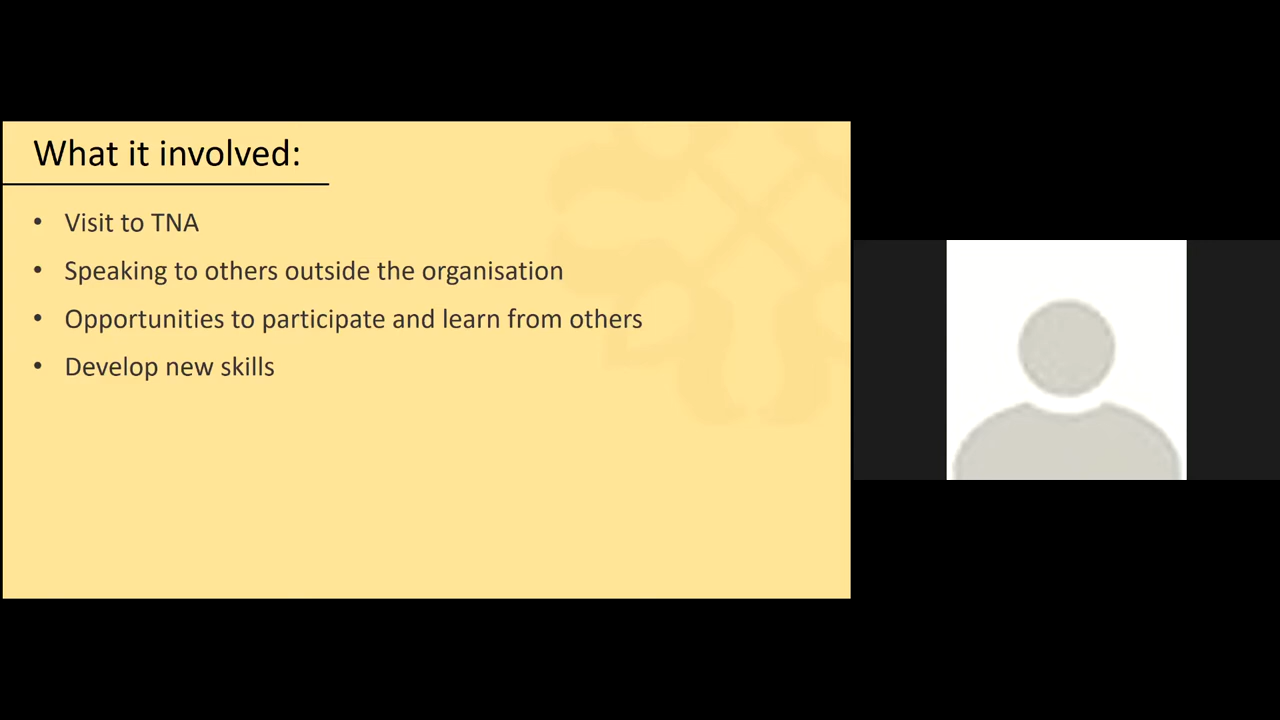 What it involved:
• Visit to TNA
• Speaking to others outside the organisation
• Opportunities to participate and learn from others
• Develop new skills